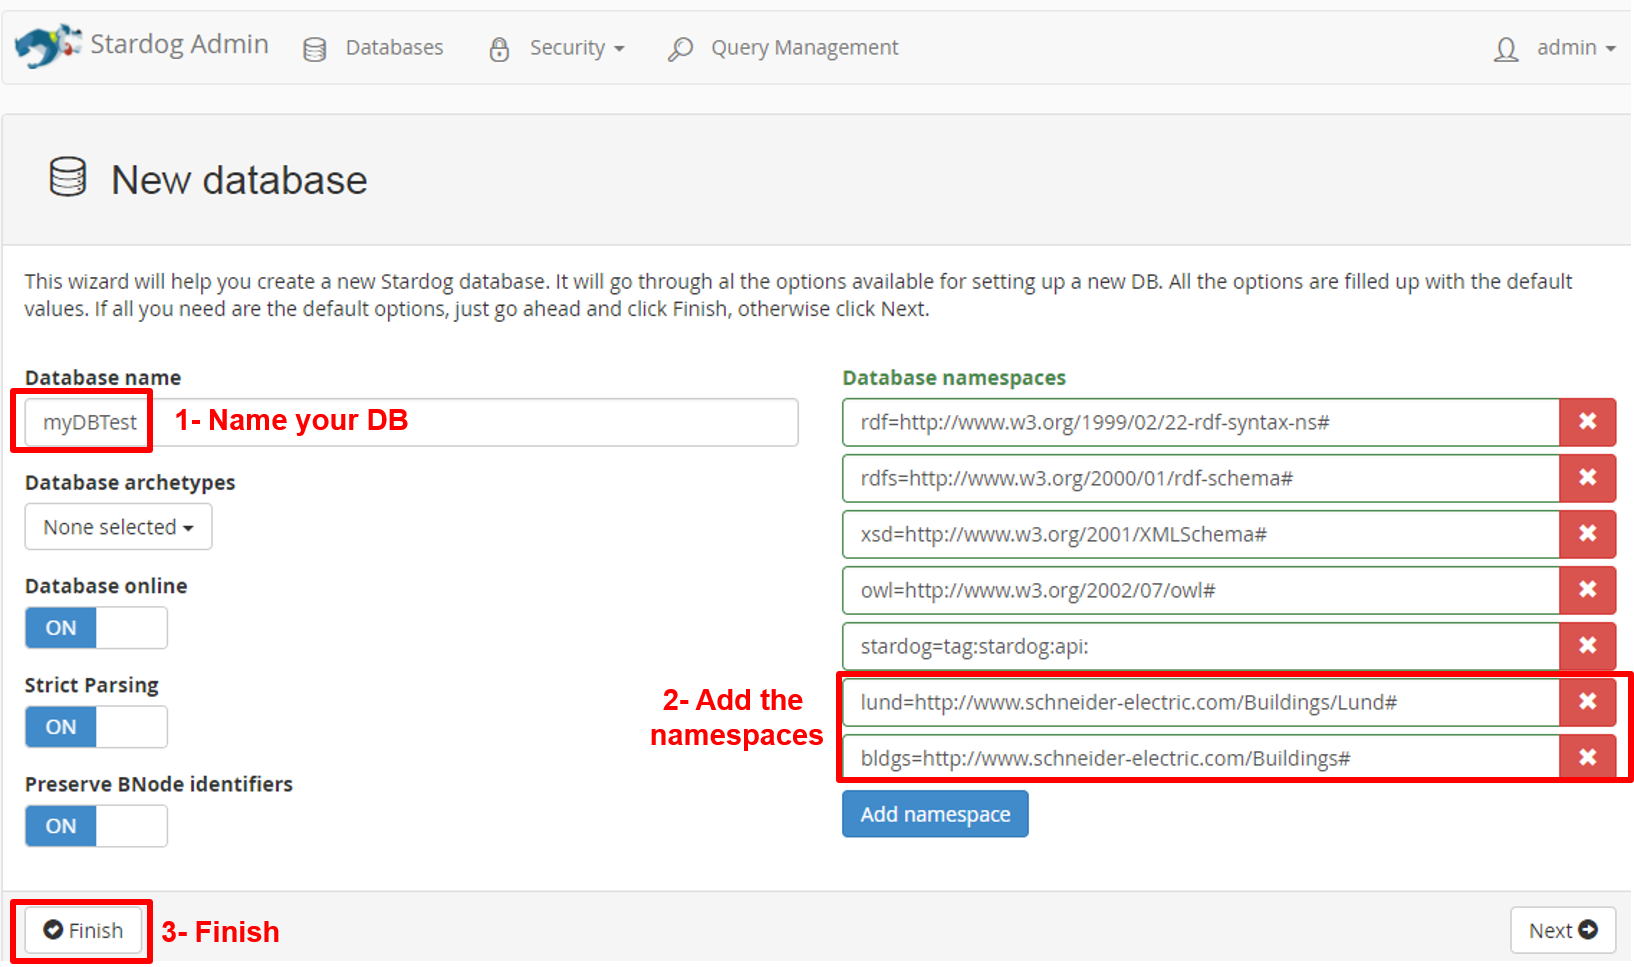 Stardog Admin Databases Security Query Management admin
New database
This wizard will help you create a new Stardog database. It will go through al the options available for setting up a new DB. All the options are filled up with the default
values. If all you need are the default options, just go ahead and click Finish, otherwise click Next.
Database name
myDBTest 1- Name your DB
Database archetypes
None selected
Database online
ON
Strict Parsing
ON
Preserve BNode identifiers
ON
Database namespaces
rdf=http://www.w3.org/1999/02/22-rdf-syntax-ns#
rdfs=http://www.w3.org/2000/01/rdf-schema#
xsd=http://www.w3.org/2001/XMLSchema#
owl=http://www.w3.org/2002/07/owl#
stardog=tag:stardog:api:
2- Add the
namespaces
lund=http://www.schneider-electric.com/Buildings/Lund#
bldgs=http://www.schneider-electric.com/Buildings#
Add namespace
Finish 3- Finish
Next